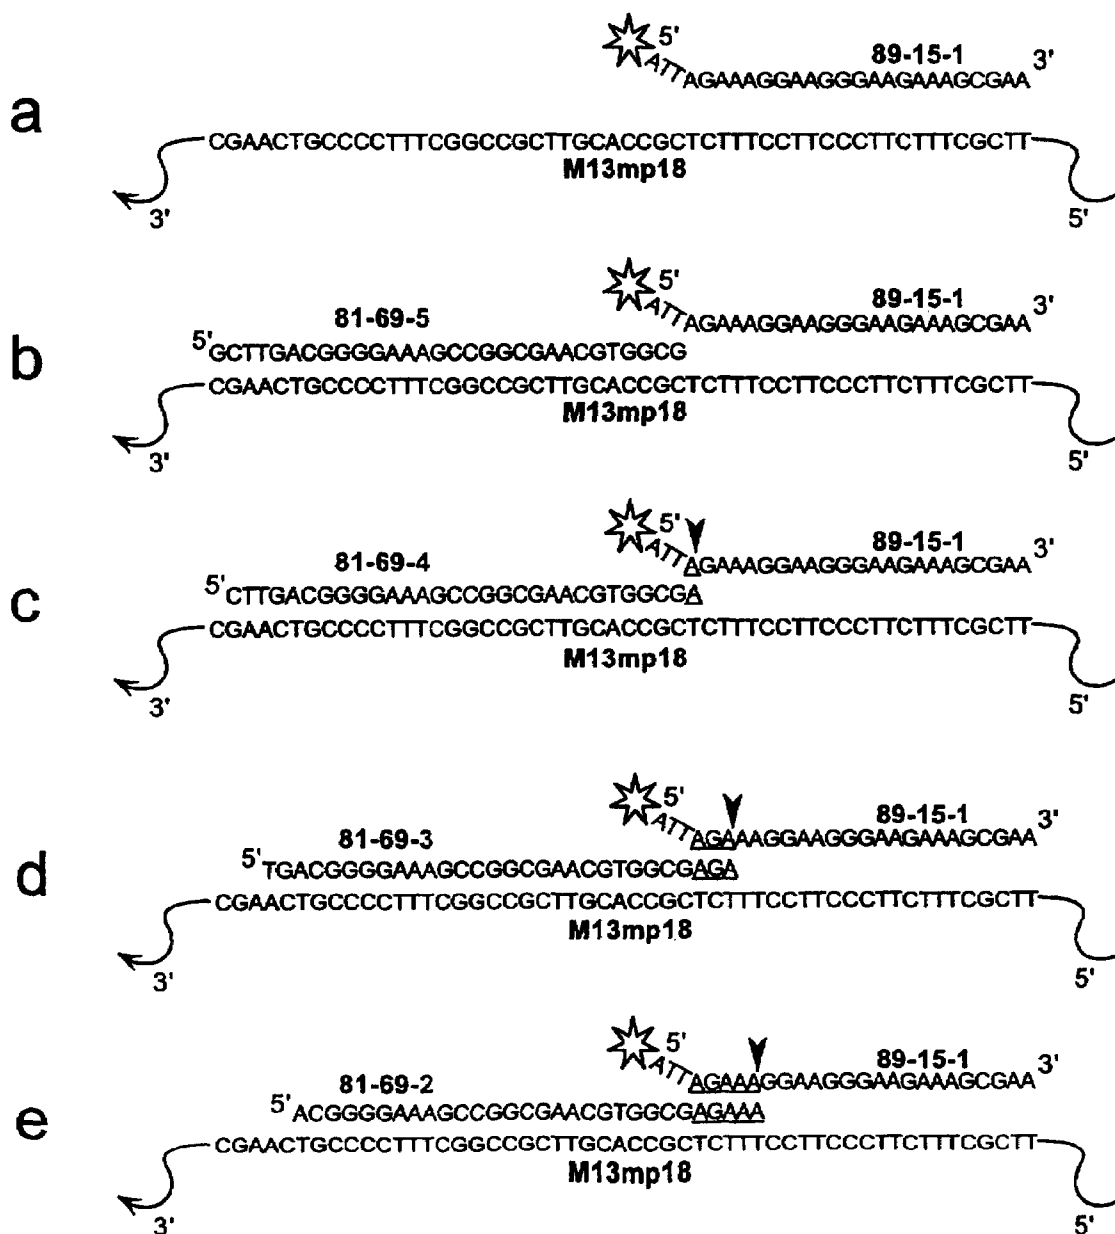 5'
89-15-1
3'
ATTAGAAAGGAAGGGAAGAAAGCGAA
a
CGAACTGCCCCTTTCGGCCGCTTGCACCGCTCTTTCCTTCCCTTCTTTCGCTT
M13mp18
3'
5'
5'
81-69-5
89-15-1
3'
ATTAGAAAGGAAGGGAAGAAAGCGAA
b
5'GCTTGACGGGGAAAGCCGGCGAACGTGGCG
CGAACTGCCCCTTTCGGCCGCTTGCACCGCTCTTTCCTTCCCTTCTTTCGCTT
M13mp18
3'
5'
5'
81-69-4
89-15-1
3'
ATTAGAAAGGAAGGGAAGAAAGCGAA
c
5'CTTGACGGGGAAAGCCGGCGAACGTGGCGA
CGAACTGCCCCTTTCGGCCGCTTGCACCGCTCTTTCCTTCCCTTCTTTCGCTT
M13mp18
3'
5'
5'
81-69-3
89-15-1
3'
ATTAGAAAGGAAGGGAAGAAAGCGAA
d
5'TGACGGGGAAAGCCGGCGAACGTGGCGAGA
CGAACTGCCCCTTTCGGCCGCTTGCACCGCTCTTTCCTTCCCTTCTTTCGCTT
M13mp18
3'
5'
5'
81-69-2
89-15-1
3'
ATTAGAAAGGAAGGGAAGAAAGCGAA
e
5'ACGGGGAAAGCCGGCGAACGTGGCGAGAAA
CGAACTGCCCCTTTCGGCCGCTTGCACCGCTCTTTCCTTCCCTTCTTTCGCTT
M13mp18
3'
5'